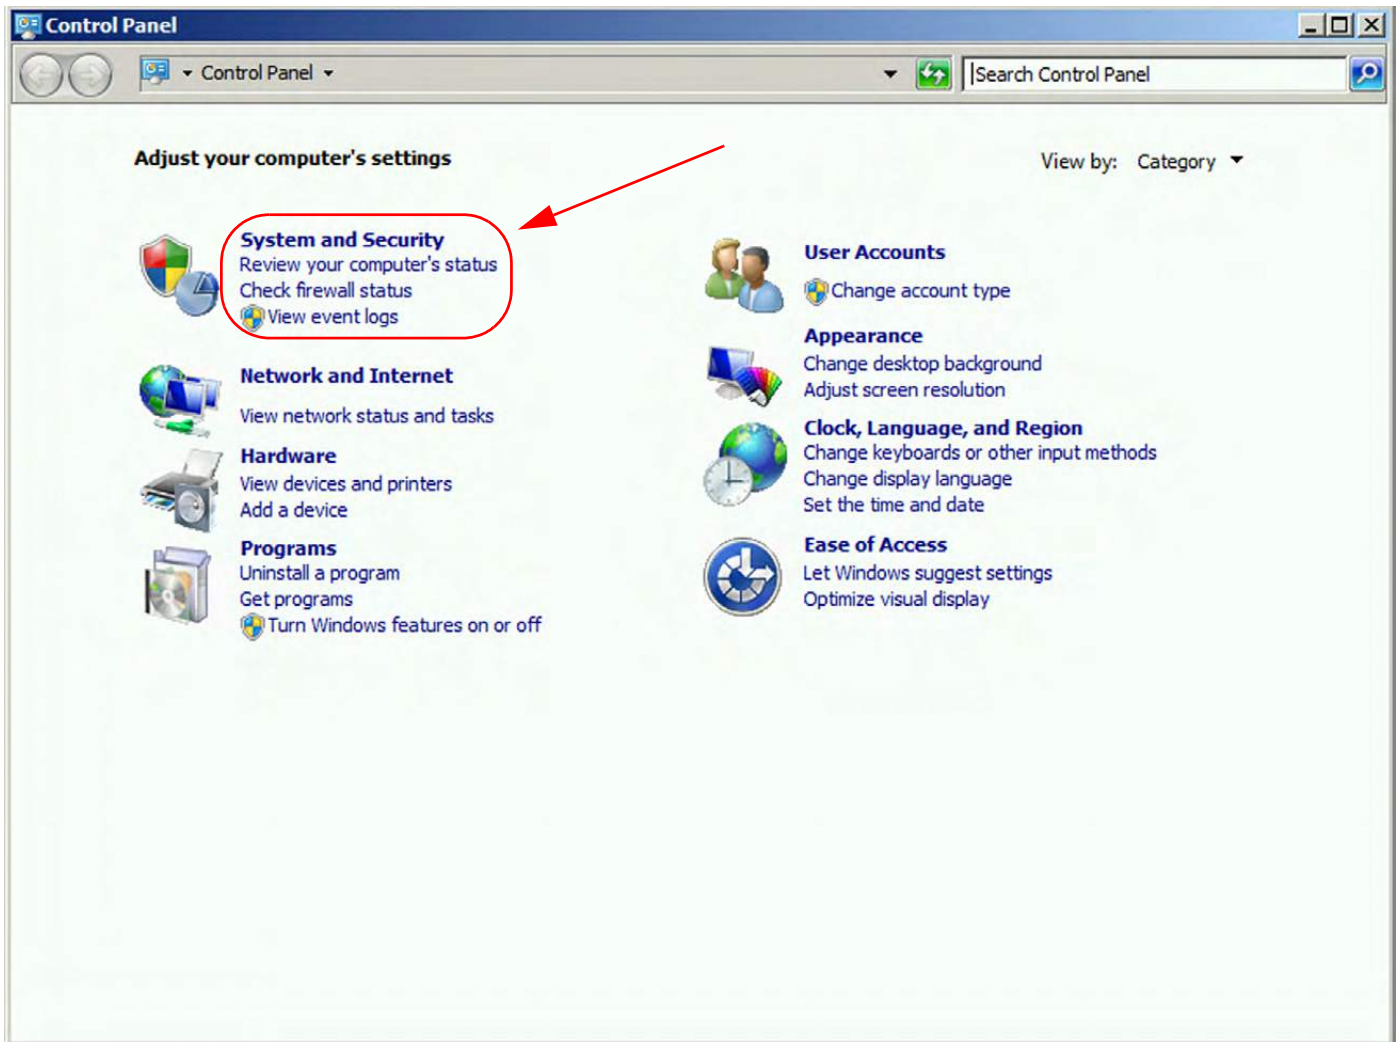 Control Panel
Control Panel
Search Control Panel
Adjust your computer's settings
View by: Category
System and Security
Review your computer's status
Check firewall status
View event logs
Network and Internet
View network status and tasks
Hardware
View devices and printers
Add a device
Programs
Uninstall a program
Get programs
Turn Windows features on or off
User Accounts
Change account type
Appearance
Change desktop background
Adjust screen resolution
Clock, Language, and Region
Change keyboards or other input methods
Change display language
Set the time and date
Ease of Access
Let Windows suggest settings
Optimize visual display